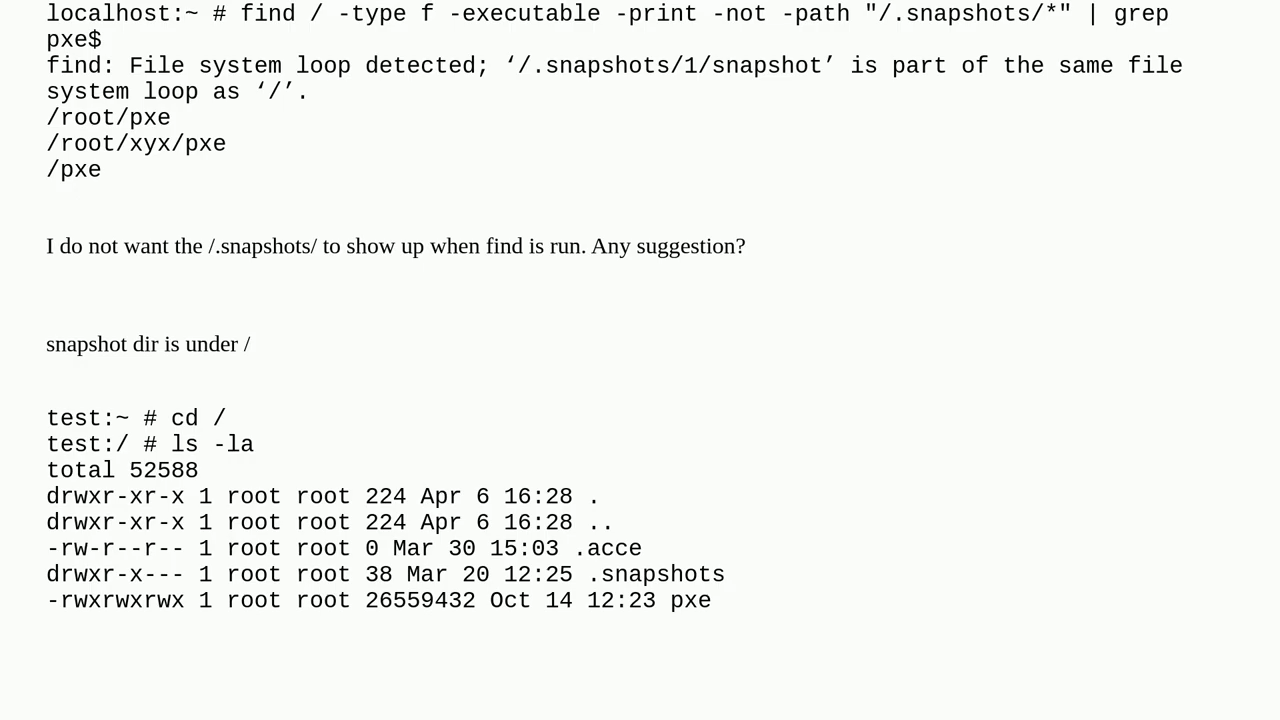 localhost:~ # find / -type f -executable -print -not -path "/.snapshots/*" | grep
pxe$
find: File system loop detected; ‘/.snapshots/1/snapshot’ is part of the same file
system loop as ‘/’.
/root/pxe
/root/xyx/pxe
/pxe
I do not want the /.snapshots/ to show up when find is run. Any suggestion?
snapshot dir is under /
test:~ # cd /
test:/ # ls -la
total 52588
drwxr-xr-x 1 root root 224 Apr 6 16:28 .
drwxr-xr-x 1 root root 224 Apr 6 16:28 ..
-rw-r--r-- 1 root root 0 Mar 30 15:03 .acce
drwxr-x--- 1 root root 38 Mar 20 12:25 .snapshots
-rwxrwxrwx 1 root root 26559432 Oct 14 12:23 pxe